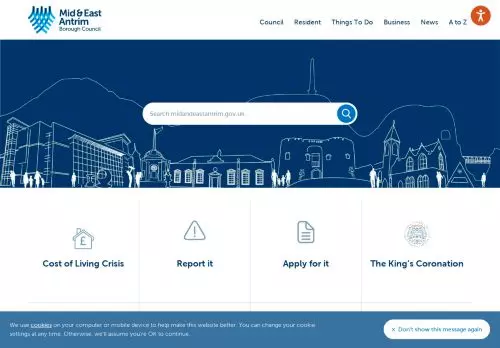 Mid & East
Antrim
Borough Council
Council Resident Things To Do Business News A to Z
Search midandeastantrim.gov.uk
Cost of Living Crisis Report it Apply for it The King's Coronation
We use cookies on your computer or mobile device to help make this website better. You can change your cookie
settings at any time. Otherwise, we'll assume you're OK to continue.
× Don't show this message again